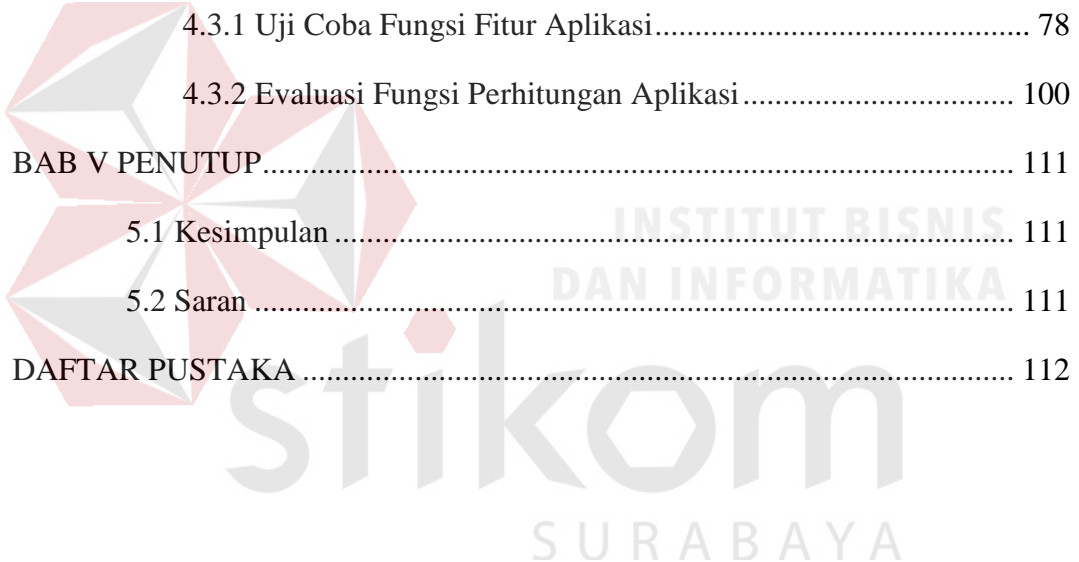 4.3.1 Uji Coba Fungsi Fitur Aplikasi............................................... 78
4.3.2 Evaluasi Fungsi Perhitungan Aplikasi.................................. 100
BAB V PENUTUP.............................................................................................. 111
INSTITUT BISNIS
5.1 Kesimpulan ..................................................................................... 111
DAN INFORMATIKA
5.2 Saran ............................................................................................... 111
DAFTAR PUSTAKA ......................................................................................... 112
stikom
SURABAYA